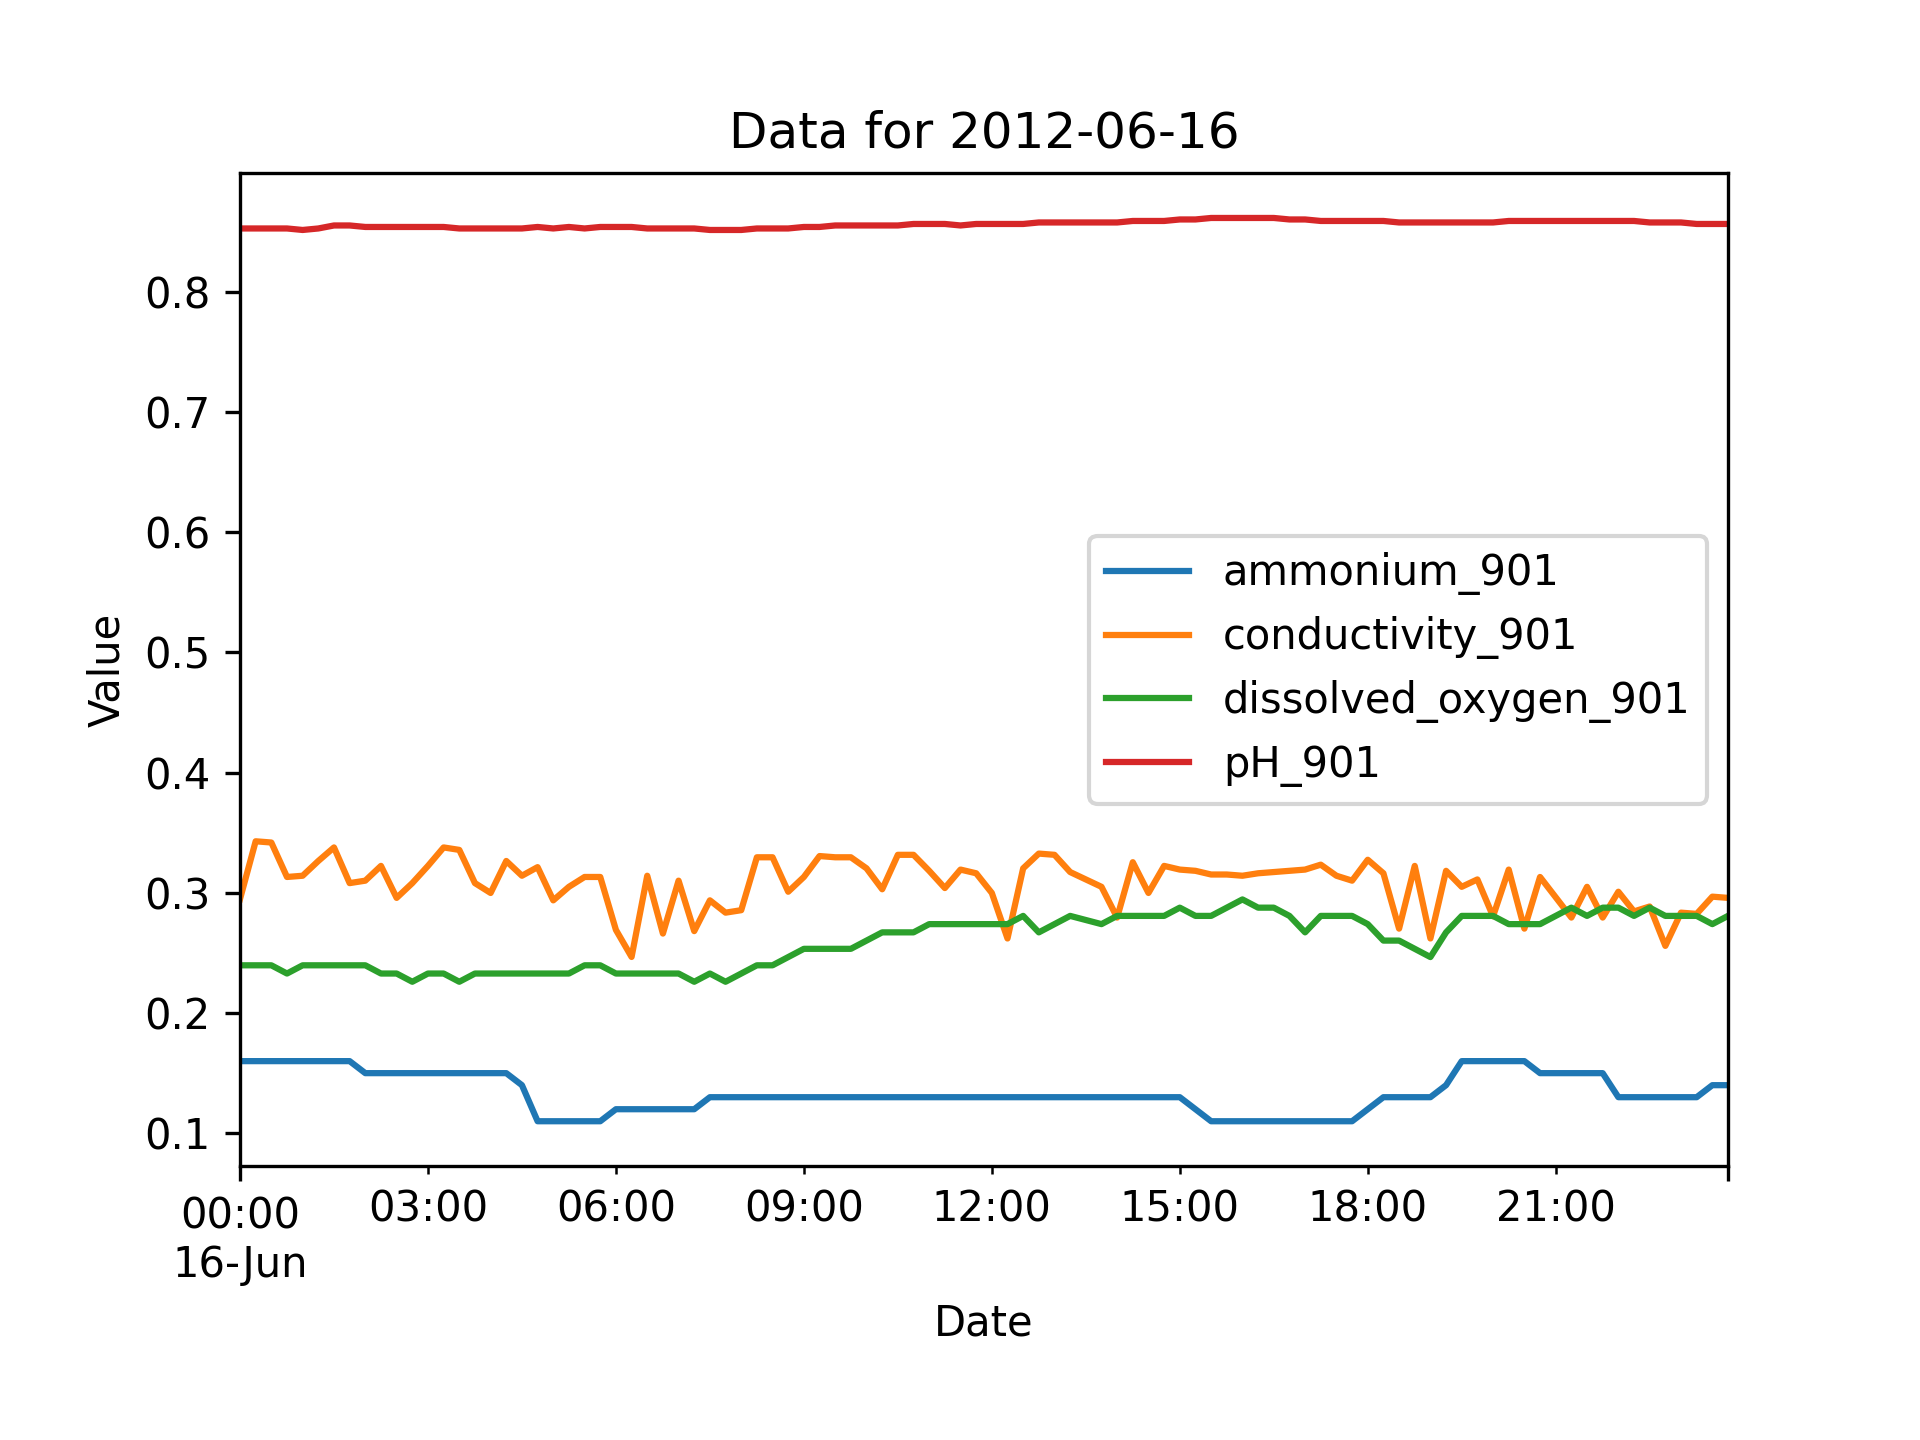 Data for 2012-06-16
Value
0.8
0.7
0.6
0.5
0.4
0.3
0.2
0.1
ammonium_901
conductivity_901
dissolved_oxygen_901
pH_901
00:00 03:00 06:00 09:00 12:00 15:00 18:00 21:00
16-Jun
Date